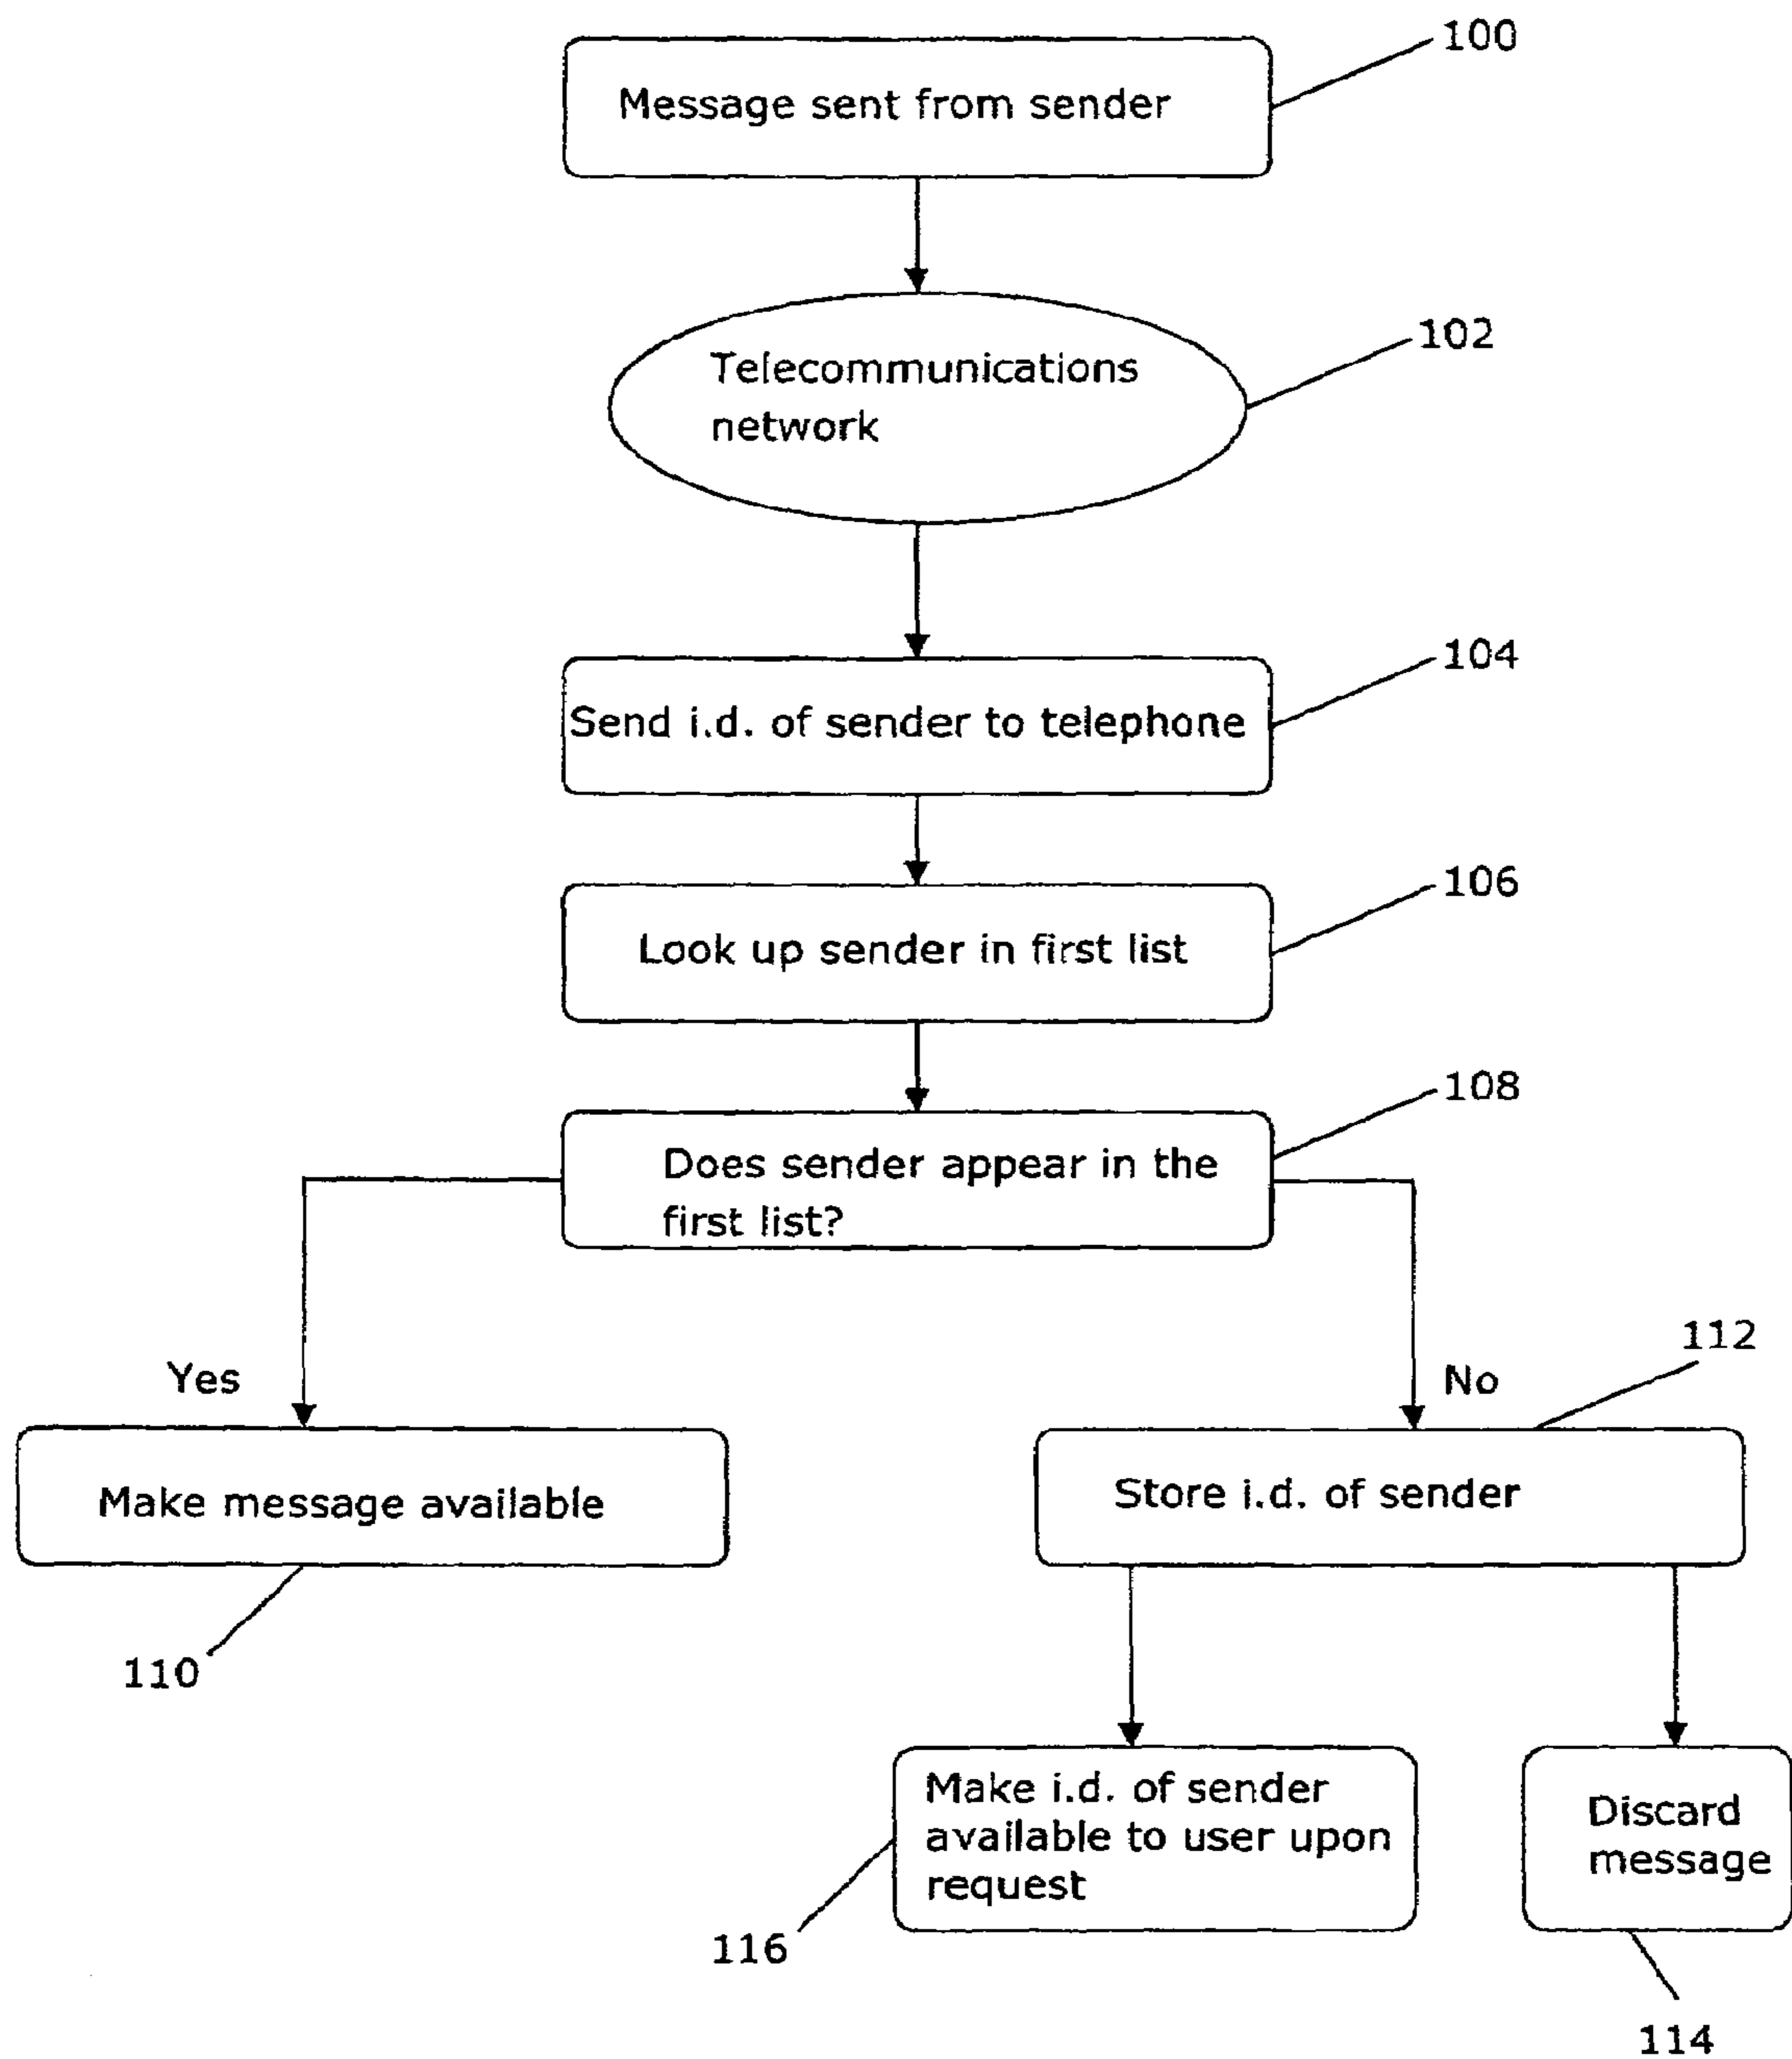 100
Message sent from sender
102
Telecommunications
network
104
Send i.d. of sender to telephone
106
Look up sender in first list
108
Does sender appear in the
first list?
112
Yes
No
Make message available
Store i.d. of sender
110
Make i.d. of sender
available to user upon
request
Discard
message
116
114